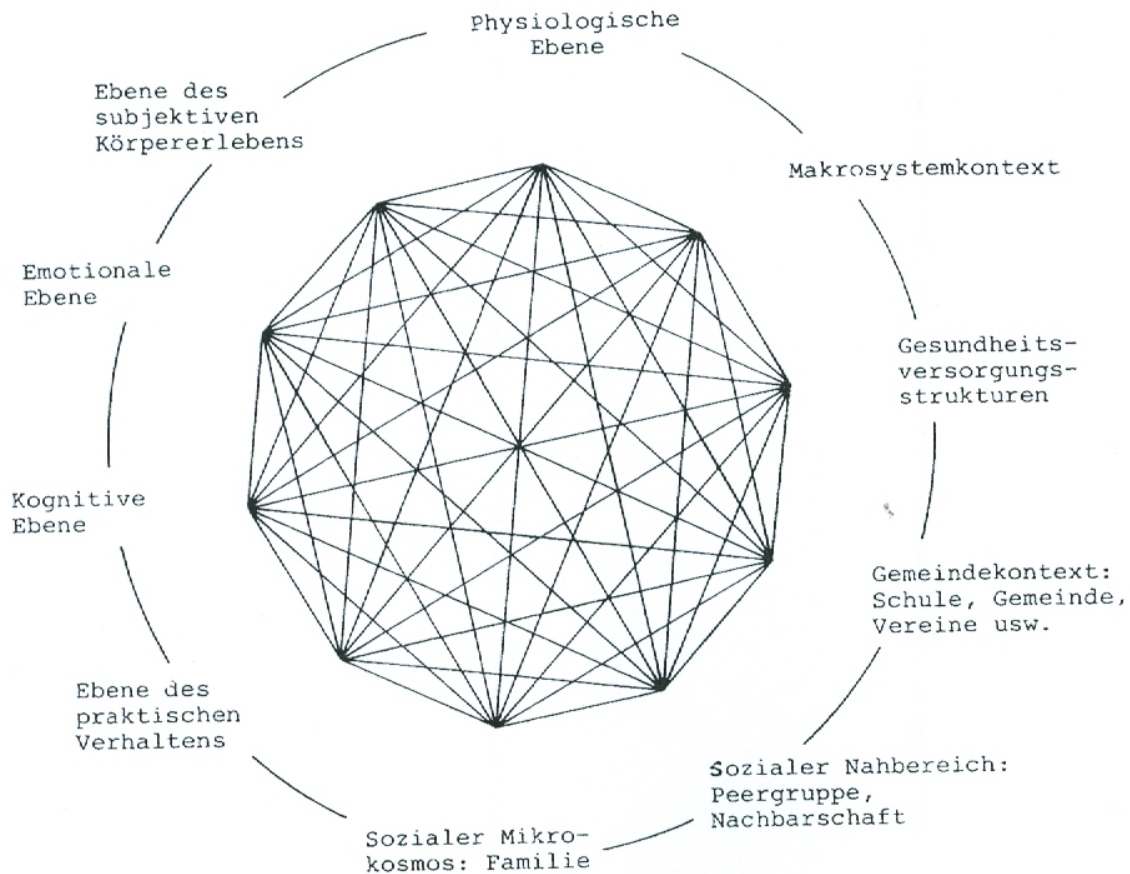 Physiologische
Ebene
Ebene des
subjektiven
Körpererlebens
Makrosystemkontext
Emotionale
Ebene
Gesundheits-
versorgungs-
strukturen
Kognitive
Ebene
Gemeindekontext:
Schule, Gemeinde,
Vereine usw.
Ebene des
praktischen
Verhaltens
Sozialer Nahbereich:
Peergruppe,
Nachbarschaft
Sozialer Mikro-
kosmos: Familie